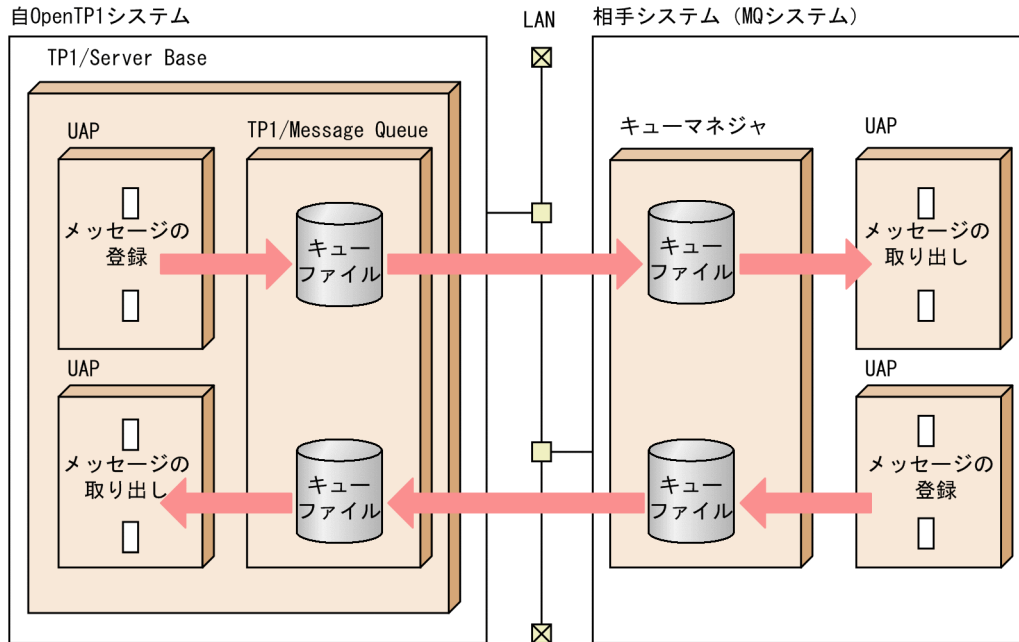 自OpenTP1システム
LAN
相手システム（MQシステム）
TP1/Server Base
UAP
TP1/Message Queue
キューマネジャ
UAP
メッセージの
登録
キュー
ファイル
キュー
ファイル
メッセージの
取り出し
UAP
UAP
メッセージの
取り出し
キュー
ファイル
キュー
ファイル
メッセージの
登録